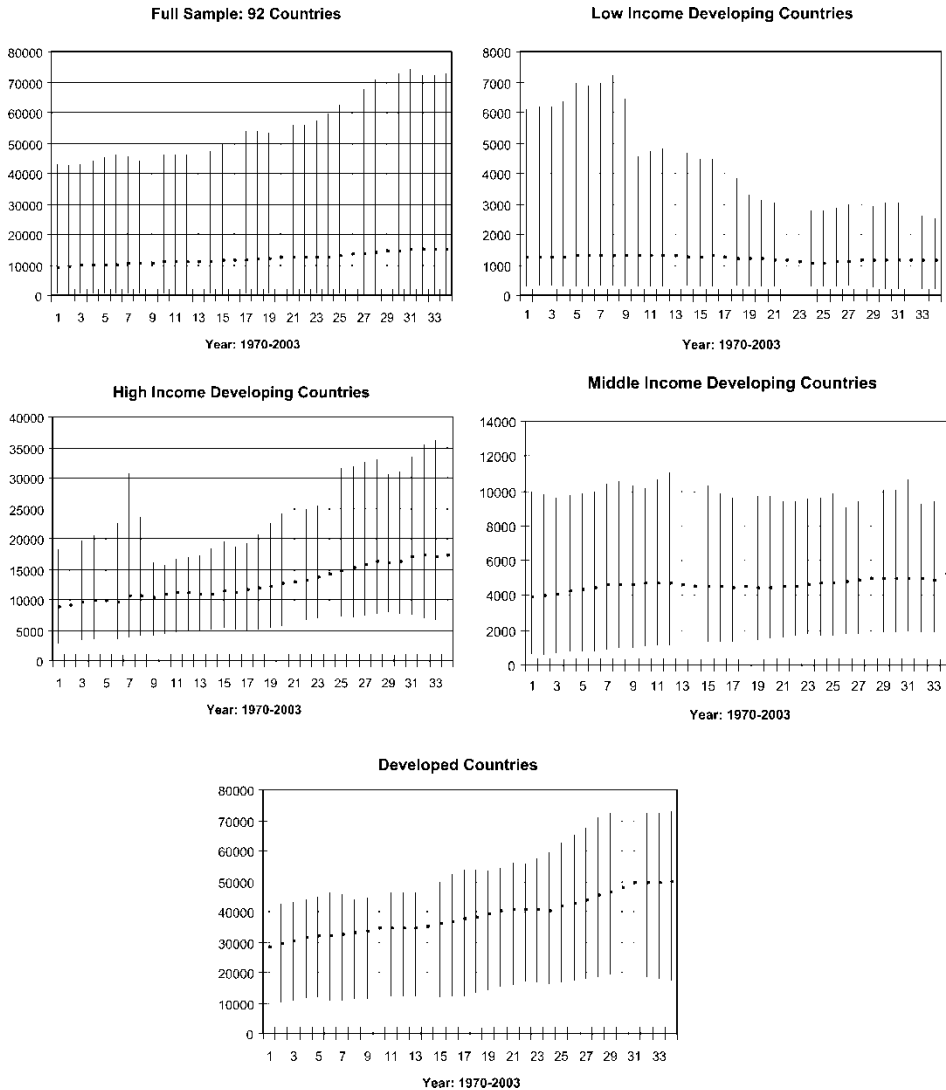 Full Sample: 92 Countries
80000
70000
60000
50000
40000
30000
20000
10000
0
1 3 5 7 9 11 13 15 17 19 21 23 25 27 29 31 33
Year: 1970-2003
Low Income Developing Countries
8000
7000
6000
5000
4000
3000
2000
1000
0
1 3 5 7 9 11 13 15 17 19 21 23 25 27 29 31 33
Year: 1970-2003
High Income Developing Countries
40000
35000
30000
25000
20000
15000
10000
5000
0
1 3 5 7 9 11 13 15 17 19 21 23 25 27 29 31 33
Year: 1970-2003
Middle Income Developing Countries
14000
12000
10000
8000
6000
4000
2000
0
1 3 5 7 9 11 13 15 17 19 21 23 25 27 29 31 33
Year: 1970-2003
Developed Countries
80000
70000
60000
50000
40000
30000
20000
10000
0
1 3 5 7 9 11 13 15 17 19 21 23 25 27 29 31 33
Year: 1970-2003